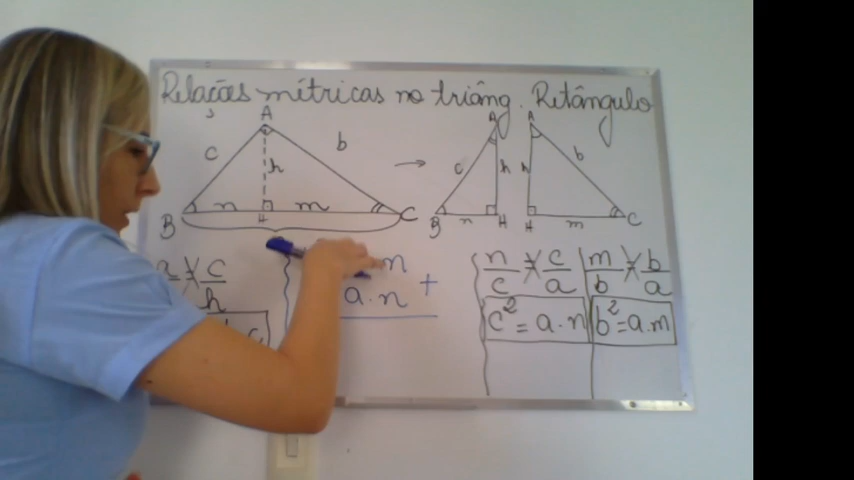 Relações métricas no triâng. Retângulo
A
c
h
b
B
n
H
m
C
→
A
c
h
B
n
H
A
h
b
H
m
C
a
c
h
n
a.n +
n/c = c/a
c² = a.n
m/b = b/a
b² = a.m